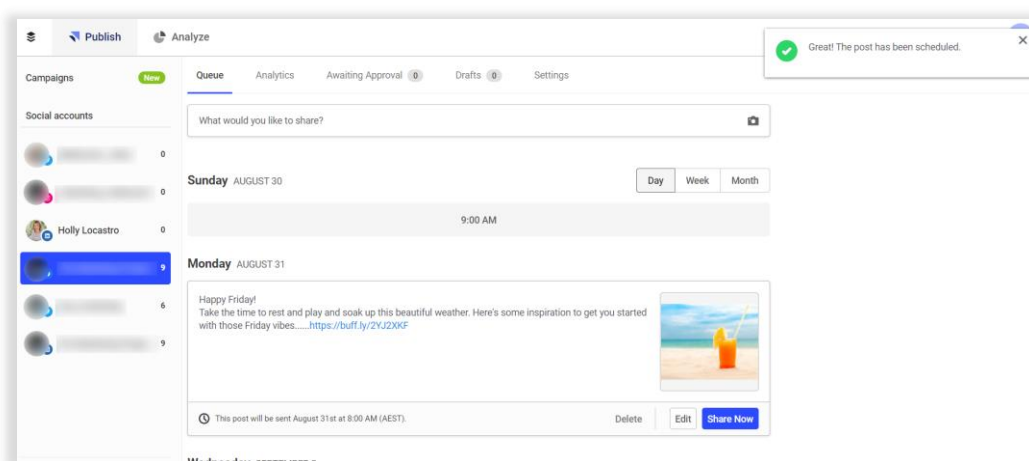 Publish
Analyze
Great! The post has been scheduled.
Campaigns New
Queue Analytics Awaiting Approval 0 Drafts 0 Settings
Social accounts
What would you like to share?
0
Sunday AUGUST 30
Day Week Month
0
9:00 AM
Holly Locastro 0
Monday AUGUST 31
9
Happy Friday!
Take the time to rest and play and soak up this beautiful weather. Here's some inspiration to get you started
with those Friday vibes......https://buff.ly/2YJ2XKF
6
9
This post will be sent August 31st at 8:00 AM (AEST).
Delete Edit Share Now